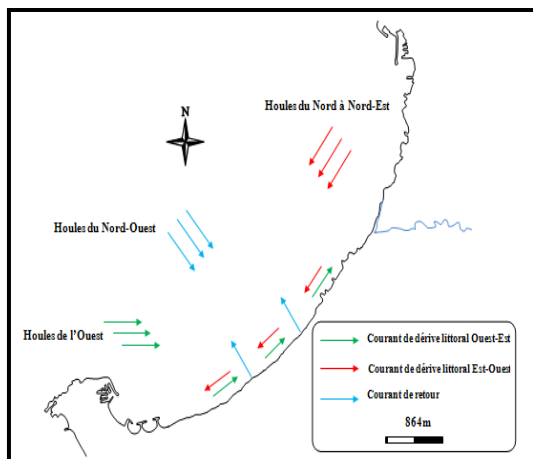 Houles du Nord à Nord-Est
N
Houles du Nord-Ouest
Houles de l'Ouest
Courant de dérive littoral Ouest-Est
Courant de dérive littoral Est-Ouest
Courant de retour
864m